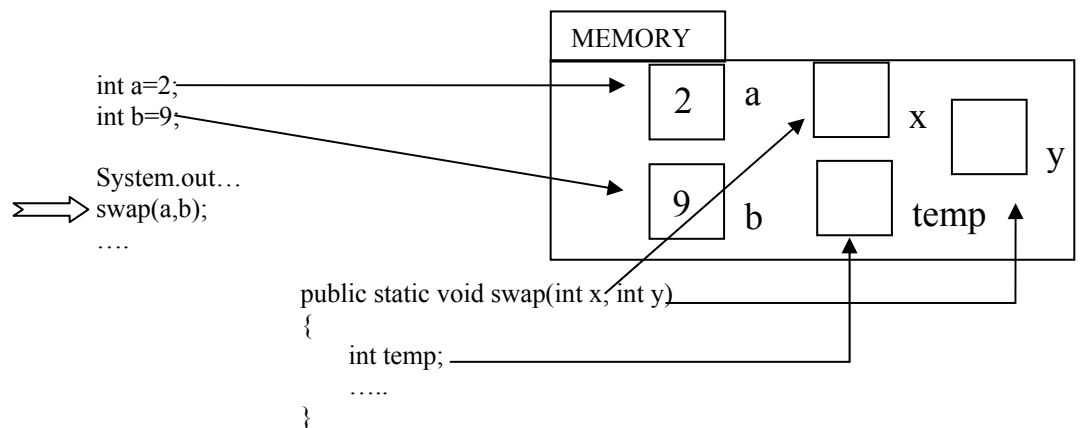 MEMORY
int a=2;
int b=9;
2 a
x
y
System.out…
swap(a,b);
….
9 b
temp
public static void swap(int x, int y)
{
int temp;
…..
}